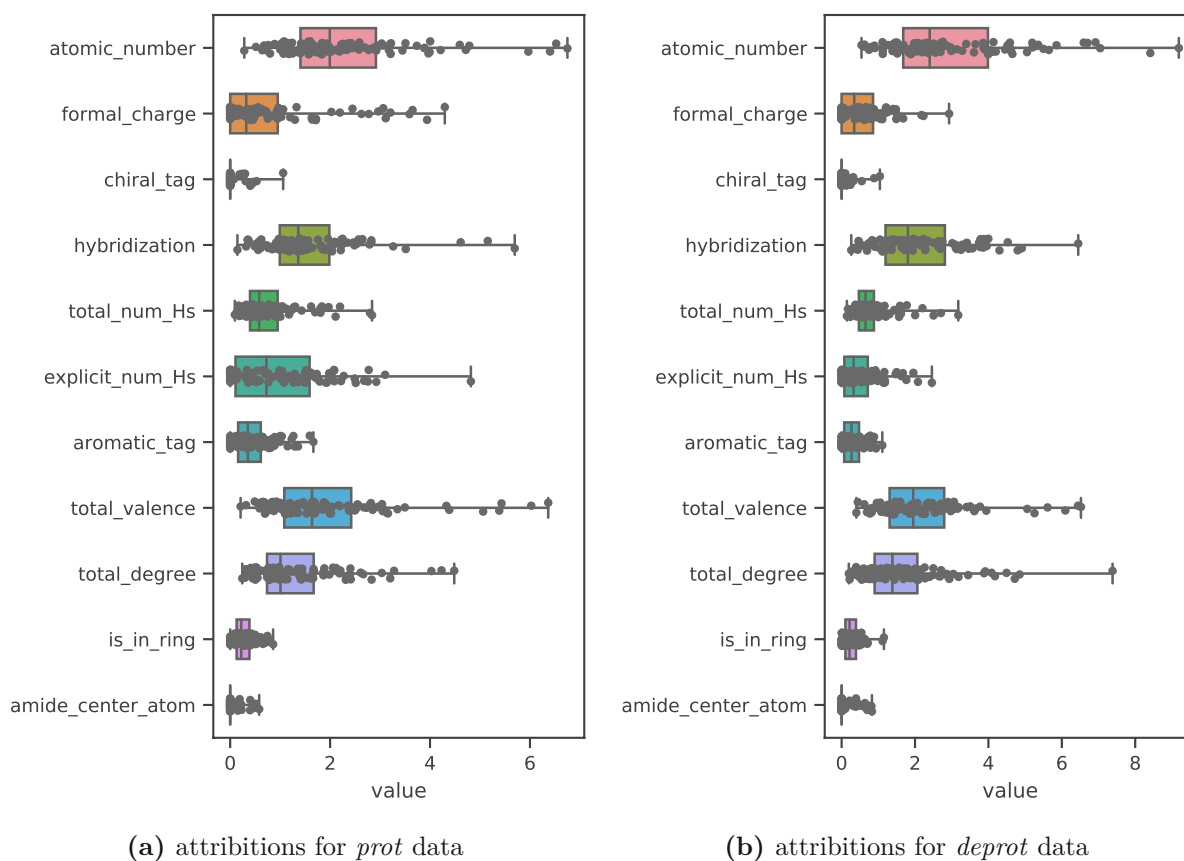 atomic_number
formal_charge
chiral_tag
hybridization
total_num_Hs
explicit_num_Hs
aromatic_tag
total_valence
total_degree
is_in_ring
amide_center_atom
0 2 4 6
value
(a) attribitions for prot data
atomic_number
formal_charge
chiral_tag
hybridization
total_num_Hs
explicit_num_Hs
aromatic_tag
total_valence
total_degree
is_in_ring
amide_center_atom
0 2 4 6 8
value
(b) attribitions for deprot data